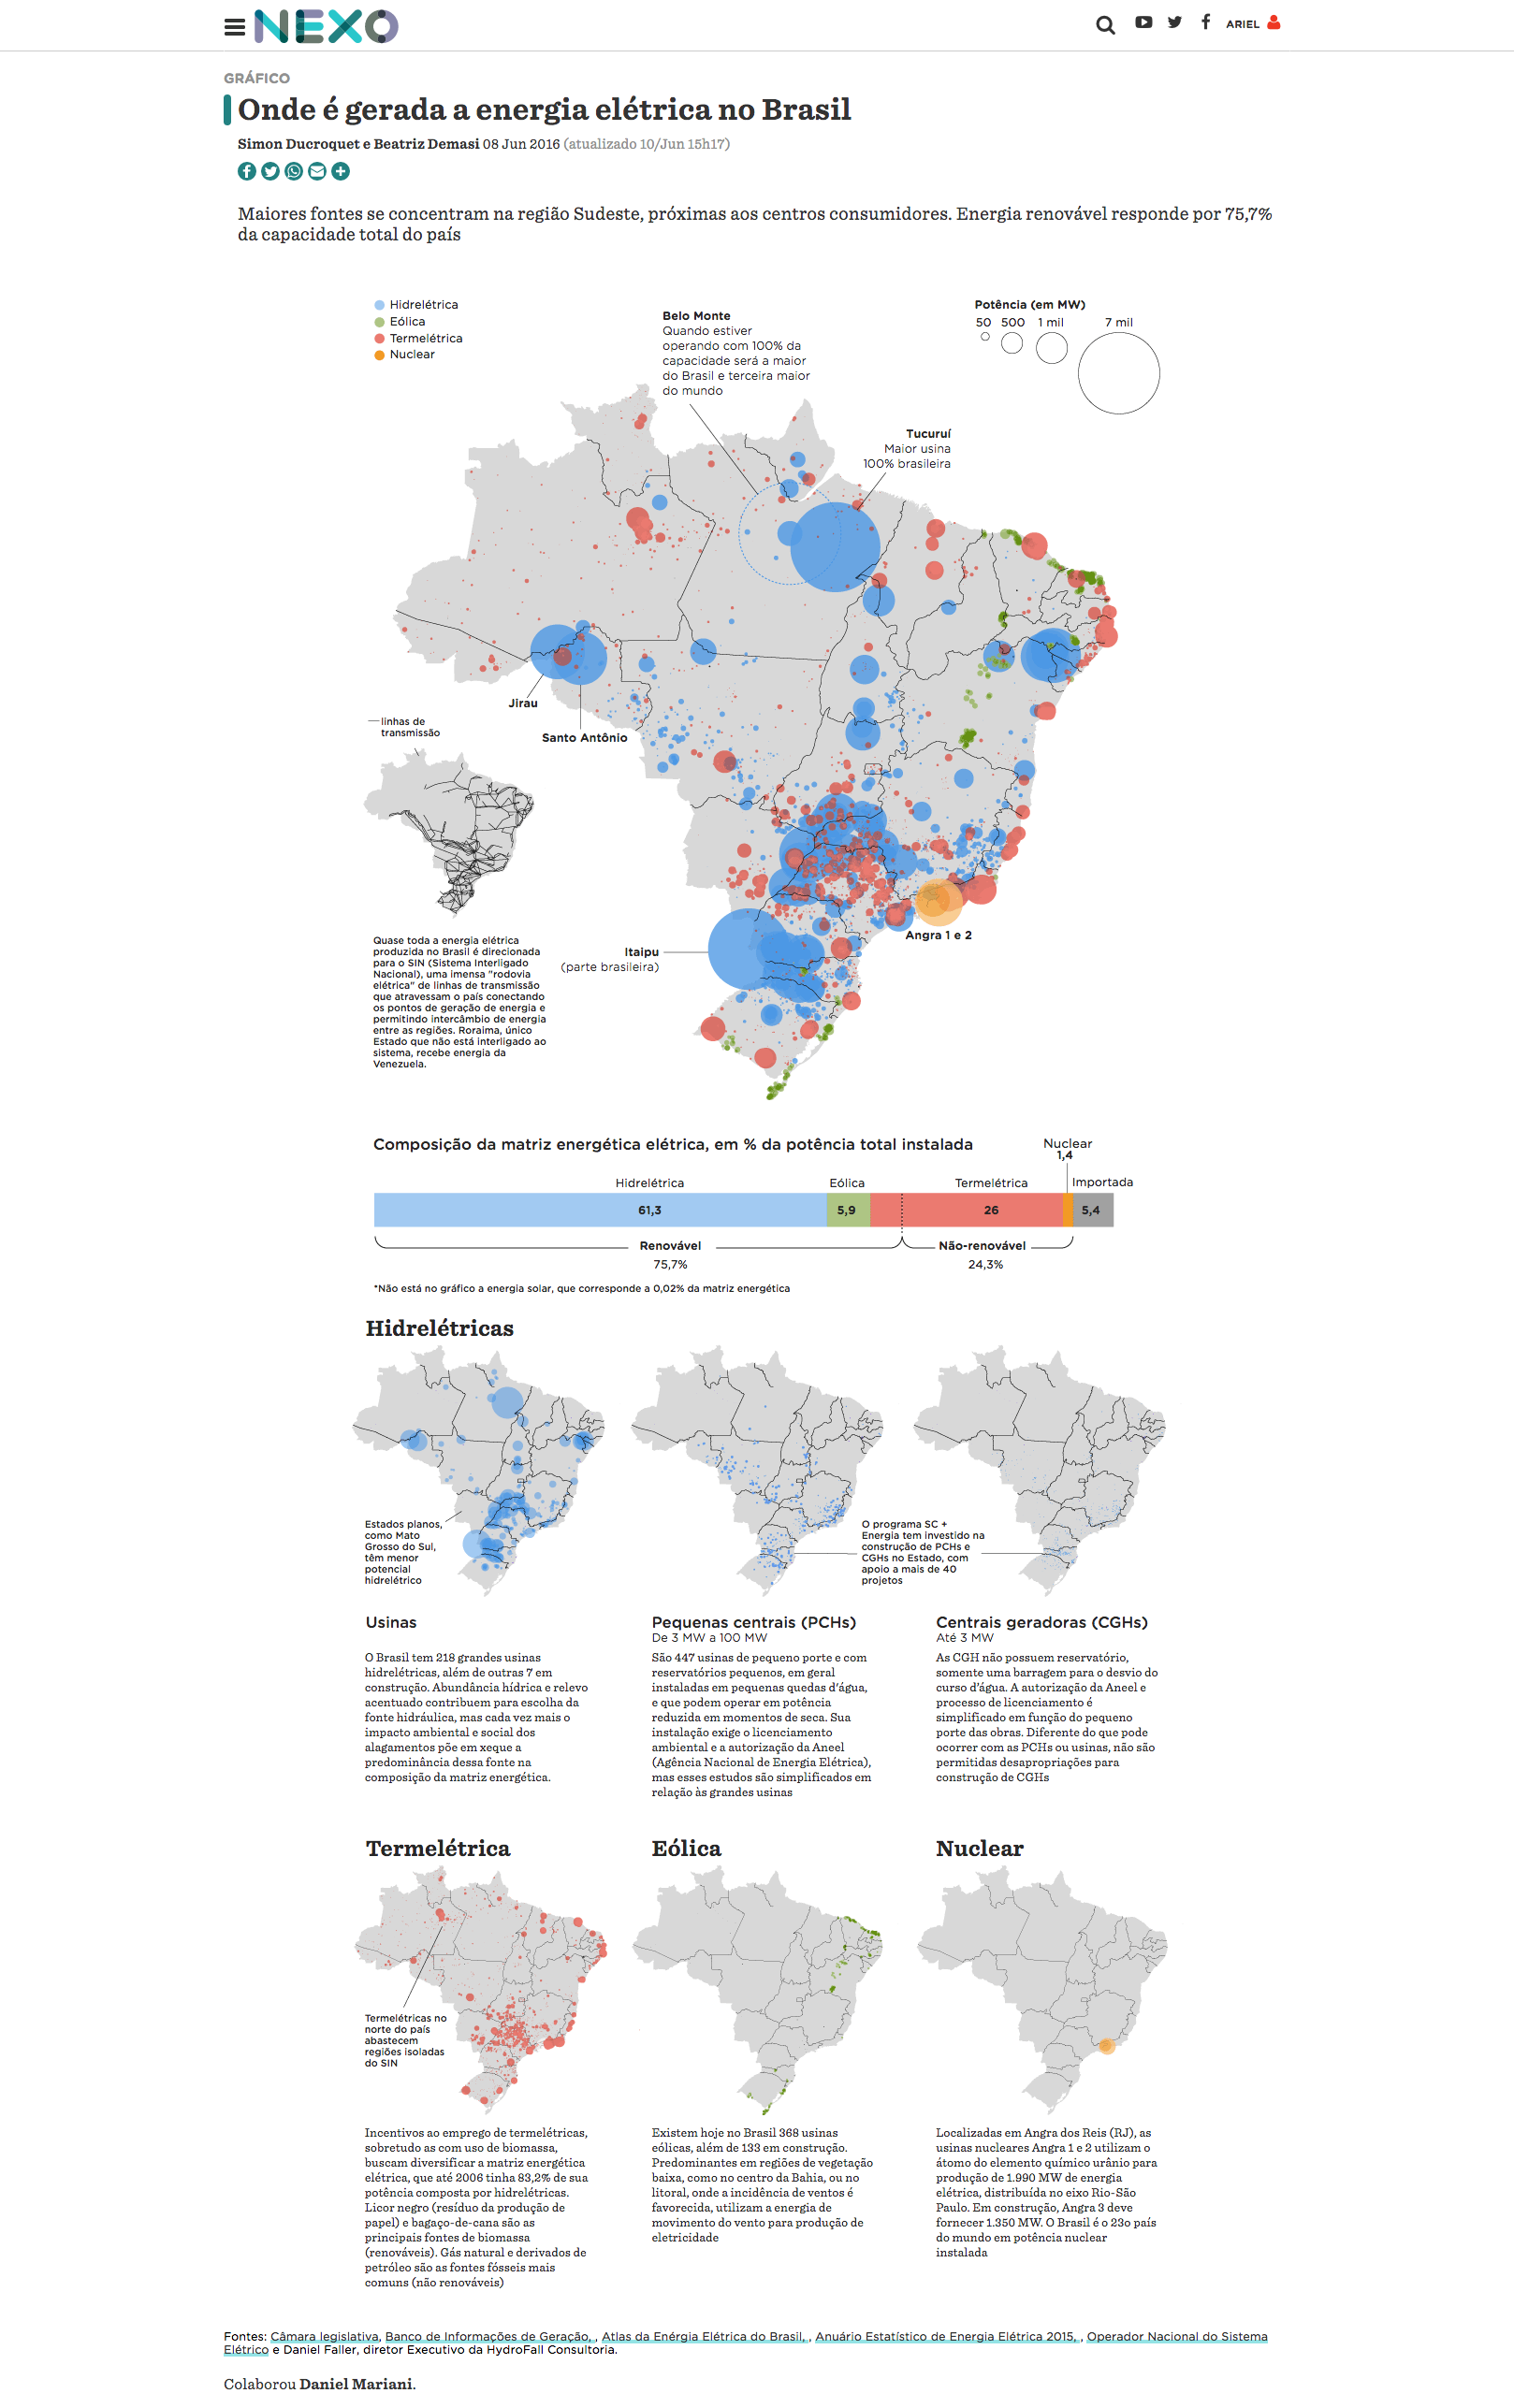 NEXO
ARIEL
GRÁFICO
Onde é gerada a energia elétrica no Brasil
Simon Ducroquet e Beatriz Demasi 08 Jun 2016 (atualizado 10/Jun 15h17)
Maiores fontes se concentram na região Sudeste, próximas aos centros consumidores. Energia renovável responde por 75,7%
da capacidade total do país
Hidrelétrica
Eólica
Termelétrica
Nuclear
Belo Monte
Quando estiver
operando com 100% da
capacidade será a maior
do Brasil e terceira maior
do mundo
Potência (em MW)
50 500 1 mil 7 mil
Tucuruí
Maior usina
100% brasileira
Jirau
Santo Antônio
linhas de
transmissão
Angra 1 e 2
Itaipu
(parte brasileira)
Quase toda a energia elétrica
produzida no Brasil é direcionada
para o SIN (Sistema Interligado
Nacional), uma imensa "rodovia
elétrica" de linhas de transmissão
que atravessam o país conectando
os pontos de geração de energia e
permitindo intercâmbio de energia
entre as regiões. Roraima, único
Estado que não está interligado ao
sistema, recebe energia da
Venezuela.
Composição da matriz energética elétrica, em % da potência total instalada
Nuclear
1,4
Hidrelétrica Eólica Termelétrica Importada
61,3 5,9 26 5,4
Renovável Não-renovável
75,7% 24,3%
*Não está no gráfico a energia solar, que corresponde a 0,02% da matriz energética
Hidrelétricas
Estados planos,
como Mato
Grosso do Sul,
têm menor
potencial
hidrelétrico
O programa SC +
Energia tem investido na
construção de PCHs e
CGHs no Estado, com
apoio a mais de 40
projetos
Usinas
O Brasil tem 218 grandes usinas
hidrelétricas, além de outras 7 em
construção. Abundância hídrica e relevo
acentuado contribuem para escolha da
fonte hidráulica, mas cada vez mais o
impacto ambiental e social dos
alagamentos põe em xeque a
predominância dessa fonte na
composição da matriz energética.
Pequenas centrais (PCHs)
De 3 MW a 100 MW
São 447 usinas de pequeno porte e com
reservatórios pequenos, em geral
instaladas em pequenas quedas d'água,
e que podem operar em potência
reduzida em momentos de seca. Sua
instalação exige o licenciamento
ambiental e a autorização da Aneel
(Agência Nacional de Energia Elétrica),
mas esses estudos são simplificados em
relação às grandes usinas
Centrais geradoras (CGHs)
Até 3 MW
As CGH não possuem reservatório,
somente uma barragem para o desvio do
curso d'água. A autorização da Aneel e
processo de licenciamento é
simplificado em função do pequeno
porte das obras. Diferente do que pode
ocorrer com as PCHs ou usinas, não são
permitidas desapropriações para
construção de CGHs
Termelétrica
Termelétricas no
norte do país
abastecem
regiões isoladas
do SIN
Incentivos ao emprego de termelétricas,
sobretudo as com uso de biomassa,
buscam diversificar a matriz energética
elétrica, que até 2006 tinha 83,2% de sua
potência composta por hidrelétricas.
Licor negro (resíduo da produção de
papel) e bagaço-de-cana são as
principais fontes de biomassa
(renováveis). Gás natural e derivados de
petróleo são as fontes fósseis mais
comuns (não renováveis)
Eólica
Existem hoje no Brasil 368 usinas
eólicas, além de 133 em construção.
Predominantes em regiões de vegetação
baixa, como no centro da Bahia, ou no
litoral, onde a incidência de ventos é
favorecida, utilizam a energia de
movimento do vento para produção de
eletricidade
Nuclear
Localizadas em Angra dos Reis (RJ), as
usinas nucleares Angra 1 e 2 utilizam o
átomo do elemento químico urânio para
produção de 1.990 MW de energia
elétrica, distribuída no eixo Rio-São
Paulo. Em construção, Angra 3 deve
fornecer 1.350 MW. O Brasil é o 23o país
do mundo em potência nuclear
instalada
Fontes: Câmara legislativa, Banco de Informações de Geração, , Atlas da Enérgia Elétrica do Brasil, , Anuário Estatístico de Energia Elétrica 2015, , Operador Nacional do Sistema
Elétrico e Daniel Faller, diretor Executivo da HydroFall Consultoria.
Colaborou Daniel Mariani.